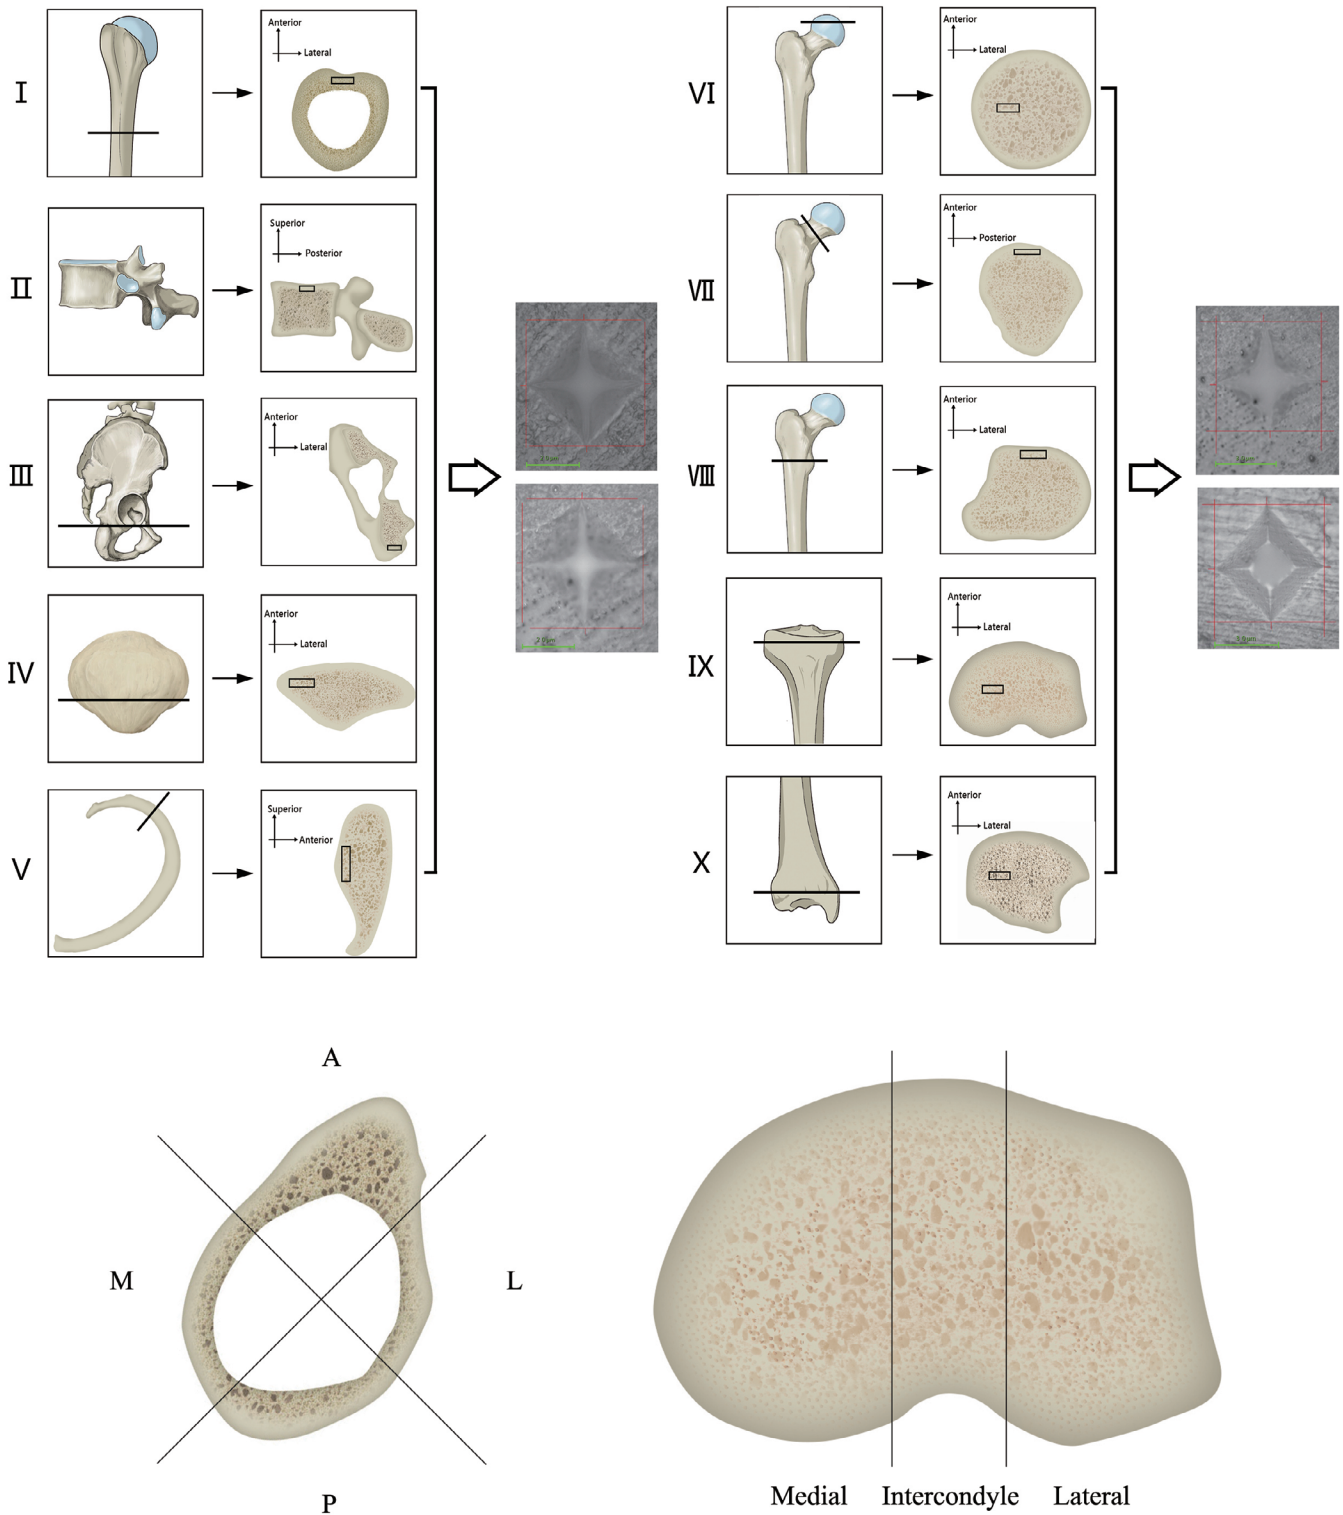 I
Anterior
Lateral
II
Superior
Posterior
III
Anterior
Lateral
IV
Anterior
Lateral
V
Superior
Anterior
VI
Anterior
Lateral
VII
Anterior
Posterior
VIII
Anterior
Lateral
IX
Anterior
Lateral
X
Anterior
Lateral
A
M
L
P
Medial
Intercondyle
Lateral